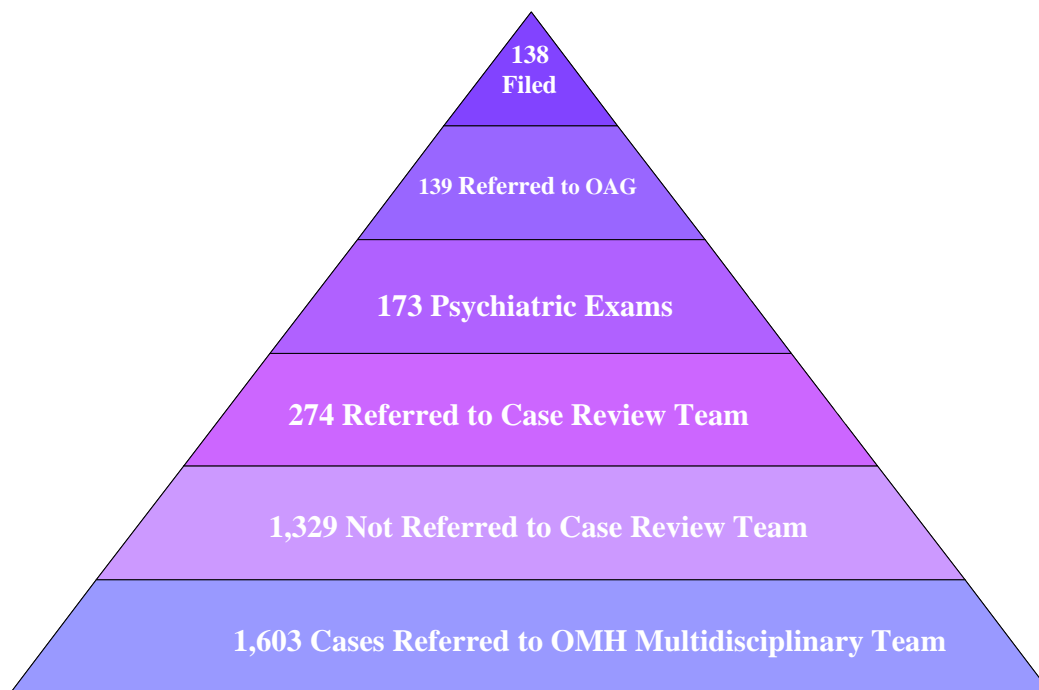 138
Filed
139 Referred to OAG
173 Psychiatric Exams
274 Referred to Case Review Team
1,329 Not Referred to Case Review Team
1,603 Cases Referred to OMH Multidisciplinary Team